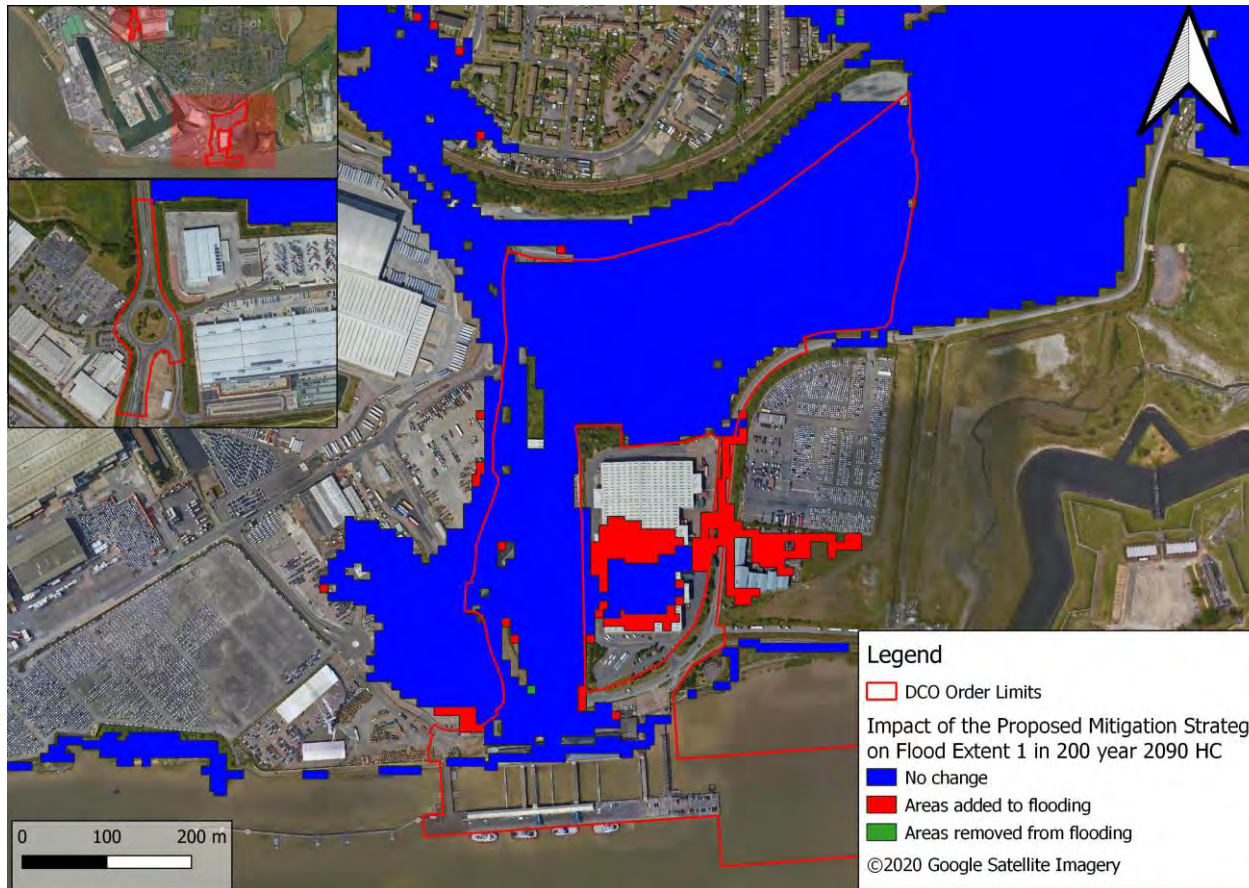 Legend
DCO Order Limits
Impact of the Proposed Mitigation Strateg
on Flood Extent 1 in 200 year 2090 HC
No change
Areas added to flooding
Areas removed from flooding
©2020 Google Satellite Imagery
0 100 200 m